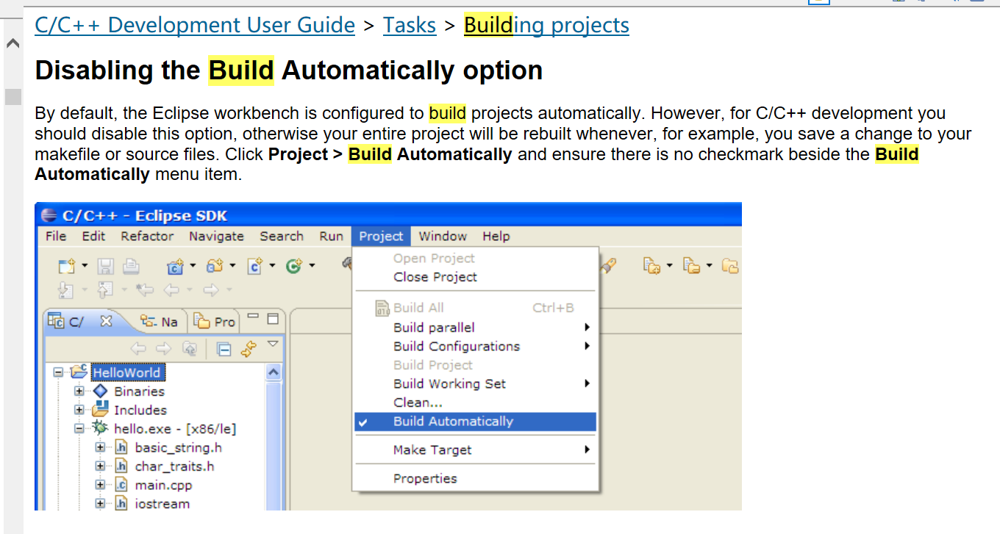 C/C++ Development User Guide > Tasks > Building projects
Disabling the Build Automatically option
By default, the Eclipse workbench is configured to build projects automatically. However, for C/C++ development you
should disable this option, otherwise your entire project will be rebuilt whenever, for example, you save a change to your
makefile or source files. Click Project > Build Automatically and ensure there is no checkmark beside the Build
Automatically menu item.
C/C++ - Eclipse SDK
File Edit Refactor Navigate Search Run Project Window Help
Open Project
Close Project
Build All Ctrl+B
Build parallel
Build Configurations
Build Project
Build Working Set
Clean...
Build Automatically
Make Target
Properties
C/ Na Pro
HelloWorld
Binaries
Includes
hello.exe - [x86/le]
basic_string.h
char_traits.h
main.cpp
iostream